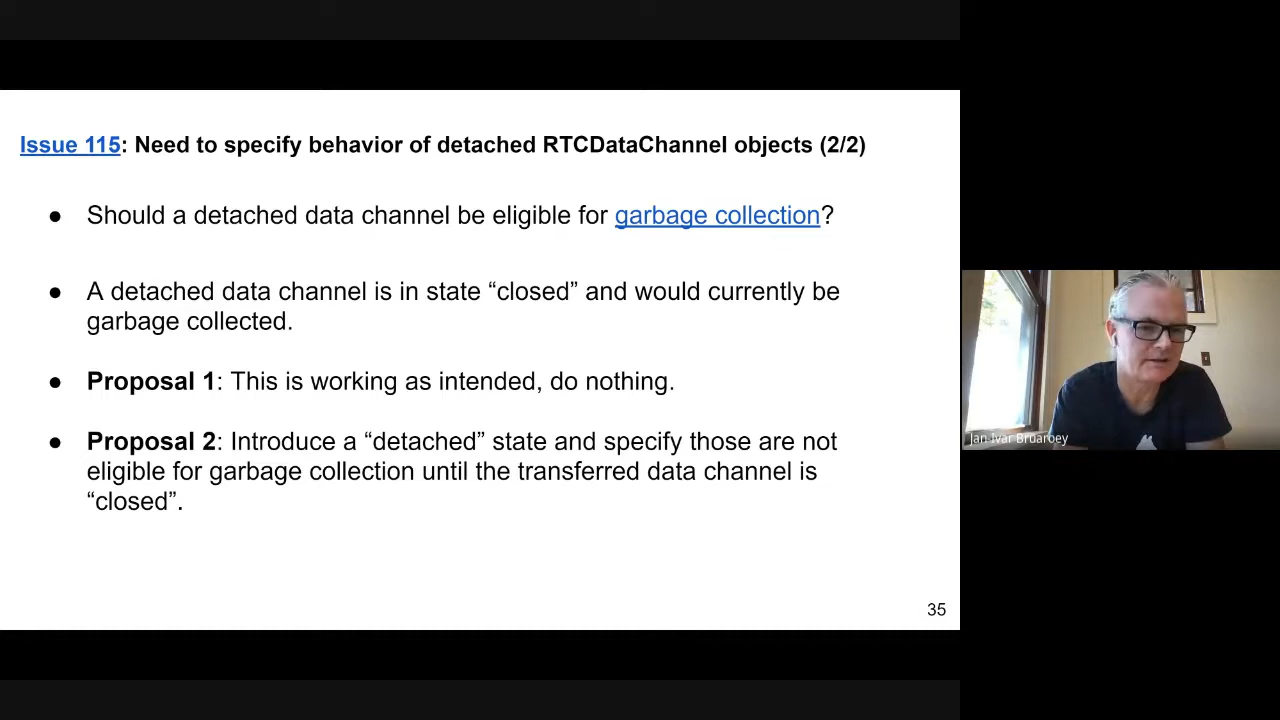 Issue 115: Need to specify behavior of detached RTCDataChannel objects (2/2)
● Should a detached data channel be eligible for garbage collection?
● A detached data channel is in state “closed” and would currently be
garbage collected.
● Proposal 1: This is working as intended, do nothing.
● Proposal 2: Introduce a “detached” state and specify those are not
eligible for garbage collection until the transferred data channel is
“closed”.
35
Jan Ivar Bruaroey